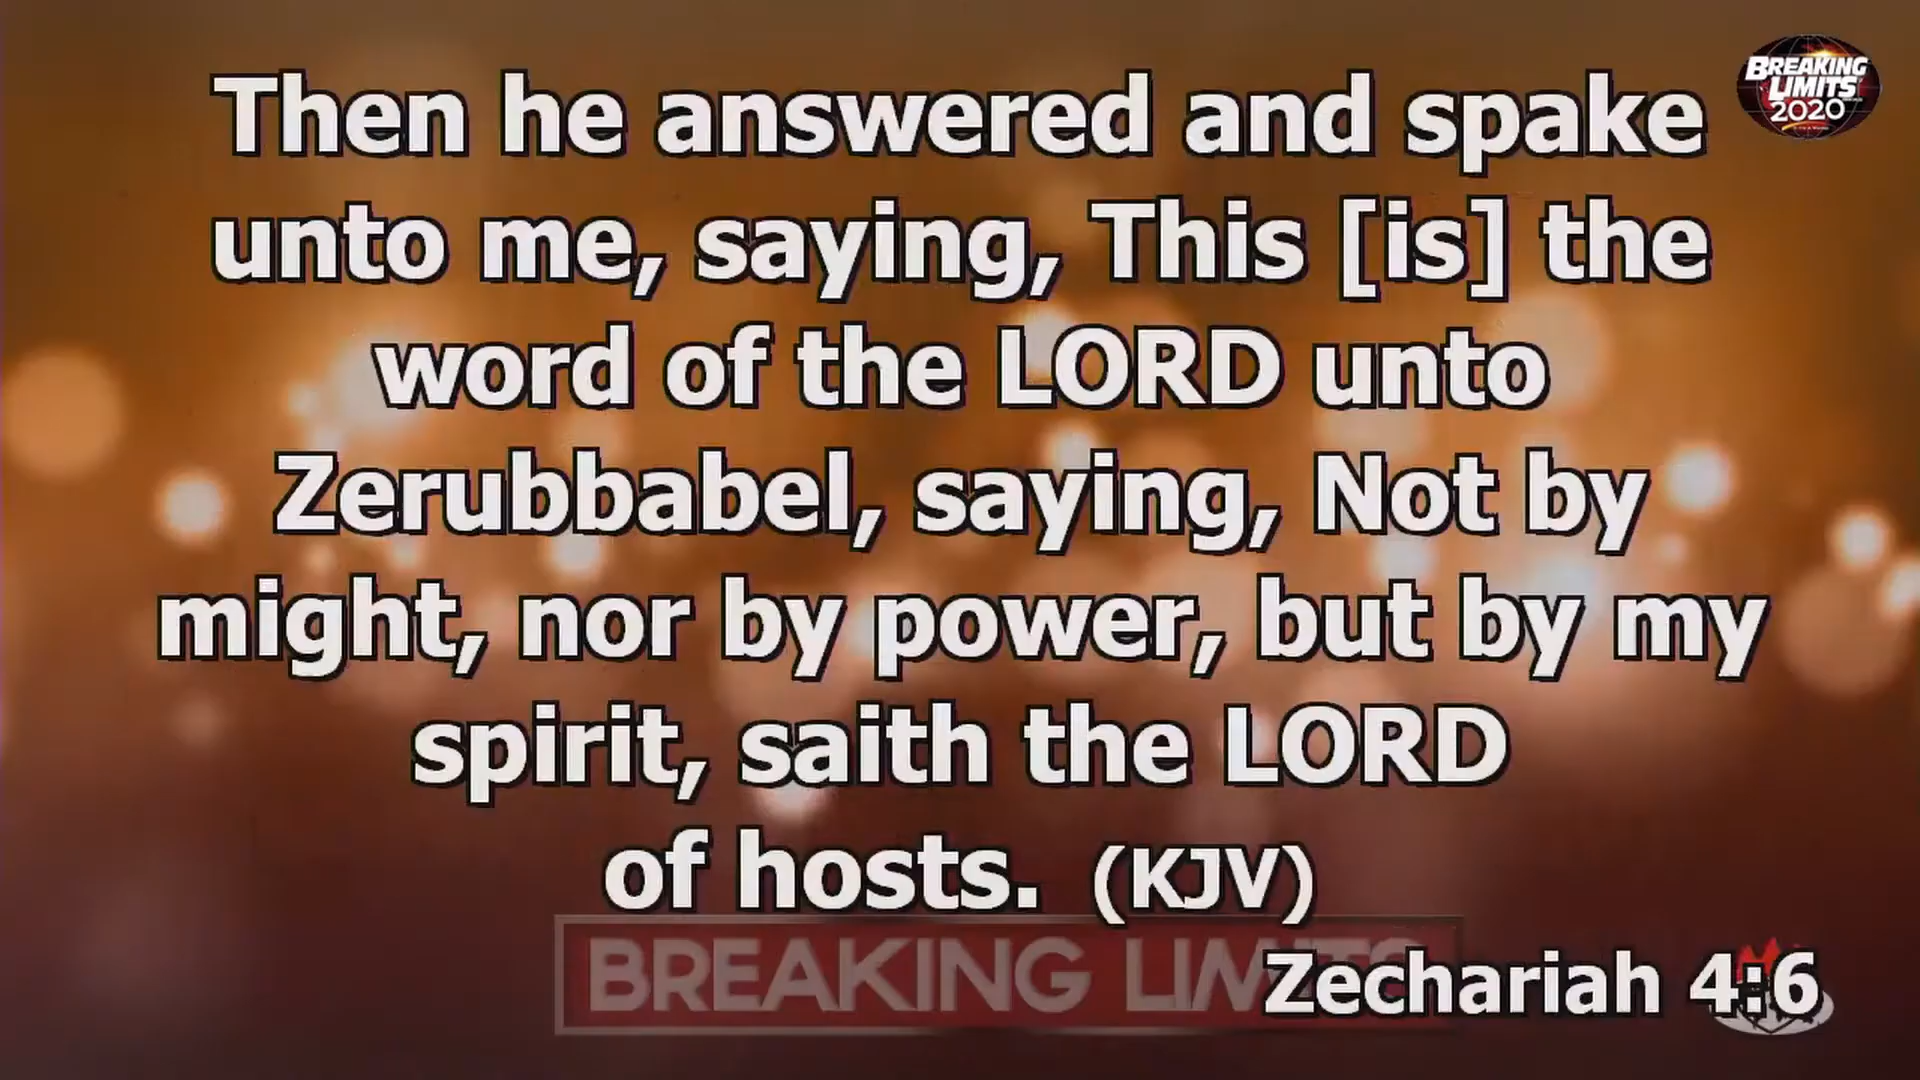 BREAKING
LIMITS
2020
Then he answered and spake
unto me, saying, This [is] the
word of the LORD unto
Zerubbabel, saying, Not by
might, nor by power, but by my
spirit, saith the LORD
of hosts. (KJV)
BREAKING LIMITS
Zechariah 4:6